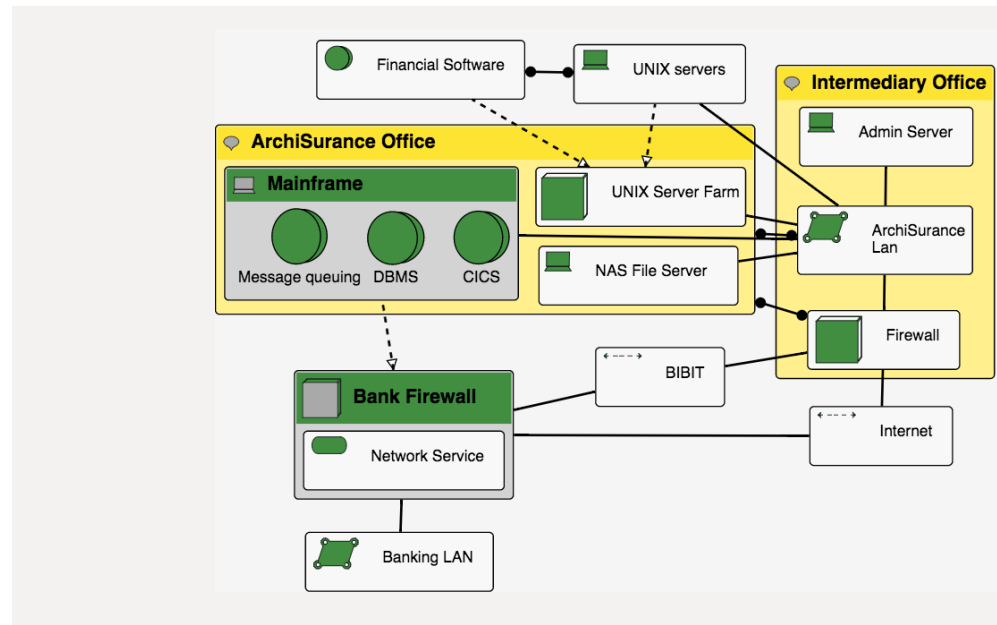 Financial Software
UNIX servers
Intermediary Office
Admin Server
ArchiSurance Office
Mainframe
UNIX Server Farm
ArchiSurance
Lan
Message queuing
DBMS
CICS
NAS File Server
Firewall
BIBIT
Bank Firewall
Internet
Network Service
Banking LAN